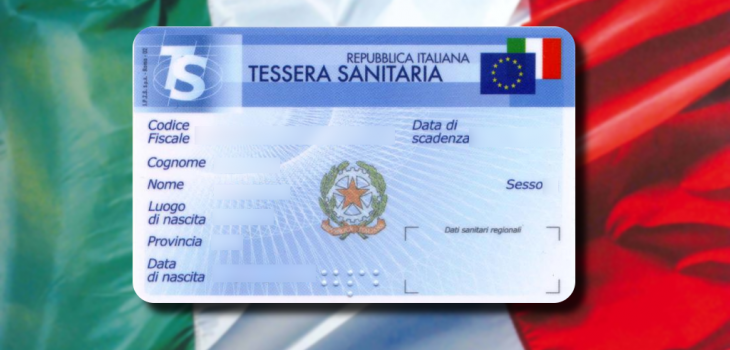 TS
REPUBBLICA ITALIANA
TESSERA SANITARIA
Codice
Fiscale
Data di
scadenza
Cognome
Nome
Sesso
Luogo
di nascita
Dati sanitari regionali
Provincia
Data
di nascita